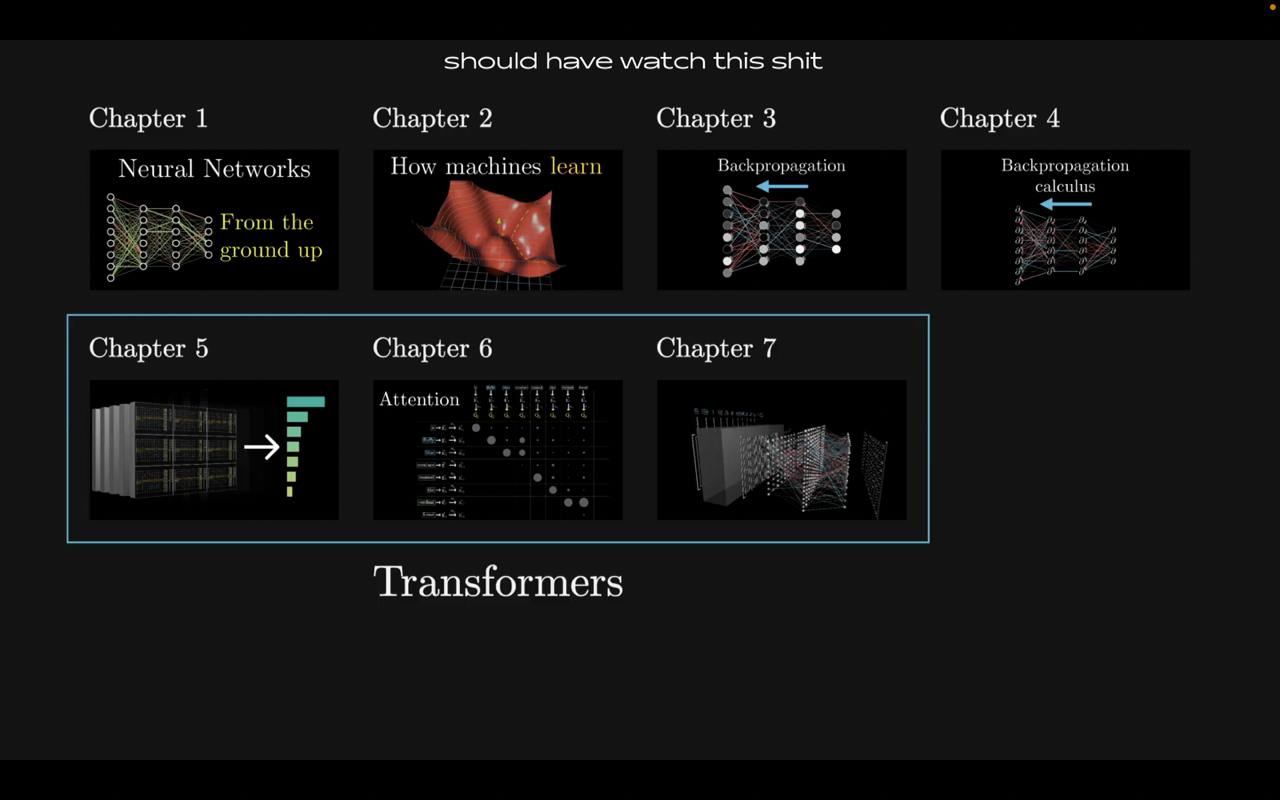 should have watch this shit
Chapter 1
Chapter 2
Chapter 3
Chapter 4
Neural Networks
From the
ground up
How machines learn
Backpropagation
Backpropagation
calculus
Chapter 5
Chapter 6
Chapter 7
Attention
Transformers